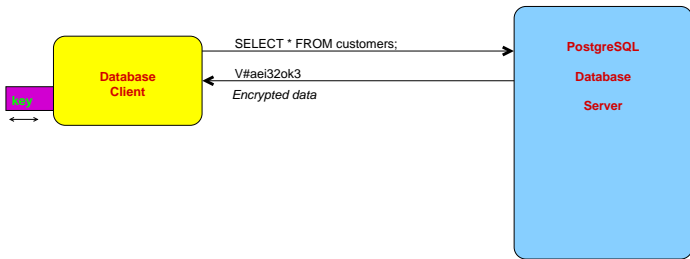 SELECT * FROM customers;
V#aei32ok3
Encrypted data
key
Database
Client
PostgreSQL
Database
Server